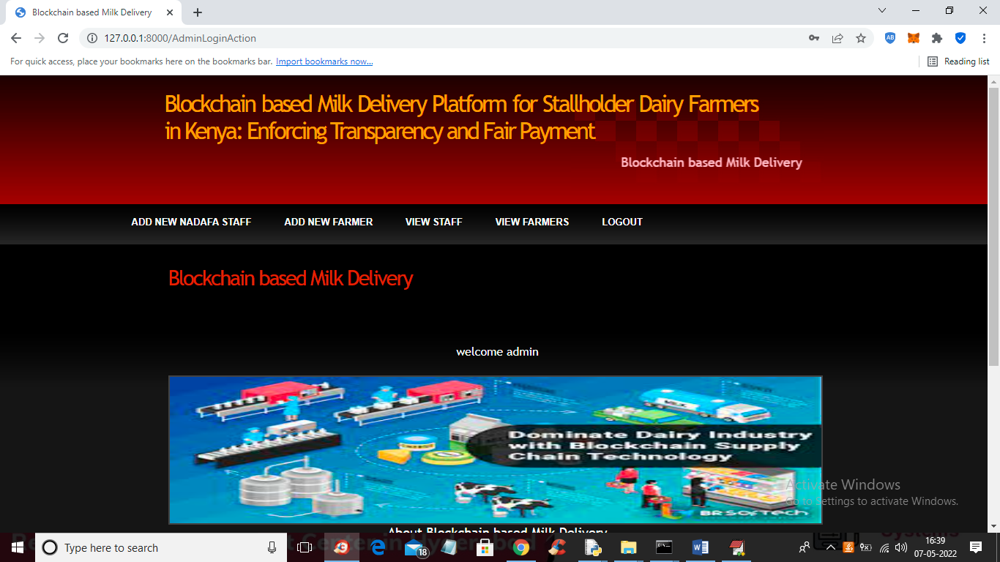 Blockchain based Milk Delivery
127.0.0.1:8000/AdminLoginAction
AB
For quick access, place your bookmarks here on the bookmarks bar. Import bookmarks now...
Reading list
Blockchain based Milk Delivery Platform for Stallholder Dairy Farmers
in Kenya: Enforcing Transparency and Fair Payment
Blockchain based Milk Delivery
ADD NEW NADAFA STAFF ADD NEW FARMER VIEW STAFF VIEW FARMERS LOGOUT
Blockchain based Milk Delivery
welcome admin
MILK
CHEESE
Dominate Dairy Industry
with Blockchain Supply
Chain Technology
BR SOFTECH
Activate Windows
Go to Settings to activate Windows.
About Blockchain based Milk Delivery
Systems
Type here to search
18
16:39
07-05-2022